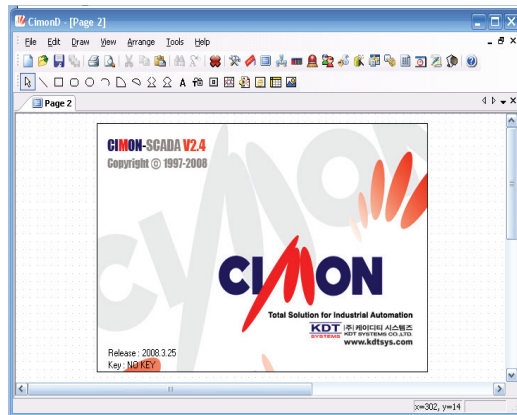 CimonD - [Page 2]
File Edit Draw View Arrange Tools Help
Page 2
CIMON-SCADA V2.4
Copyright © 1997-2008
CIMON
Total Solution for Industrial Automation
KDT SYSTEMS (주)케이디티 시스템즈
KDT SYSTEMS CO.,LTD.
www.kdtsys.com
Release : 2008.3.25
Key : NO KEY
x=302, y=14